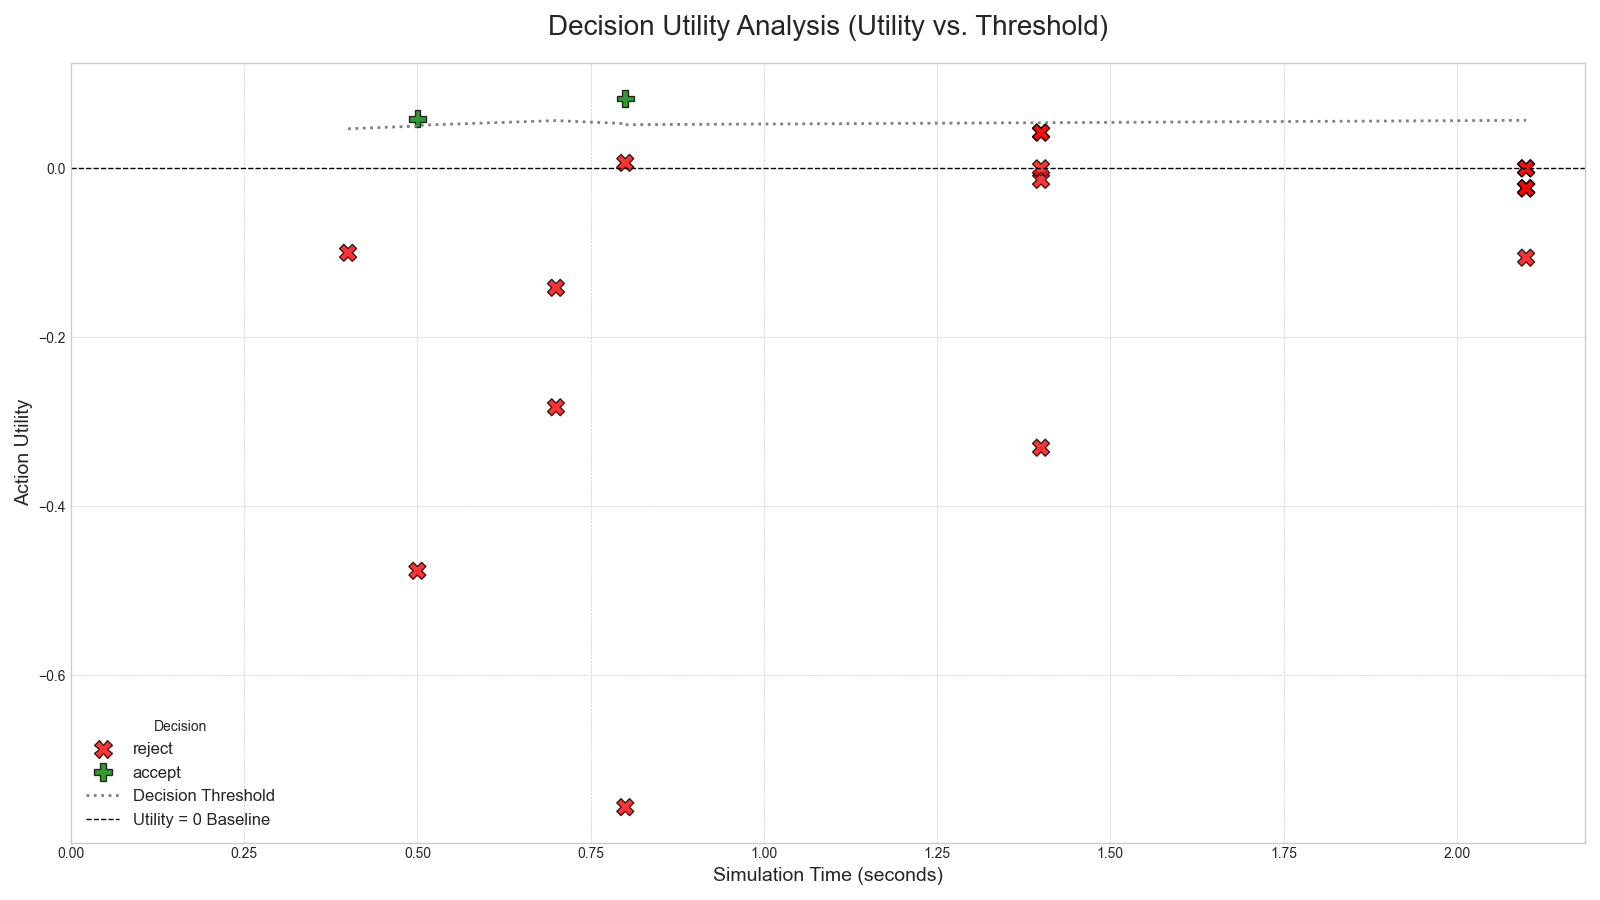 Decision Utility Analysis (Utility vs. Threshold)
Action Utility
0.0
−0.2
−0.4
−0.6
Decision
reject
accept
Decision Threshold
Utility = 0 Baseline
0.00 0.25 0.50 0.75 1.00 1.25 1.50 1.75 2.00
Simulation Time (seconds)